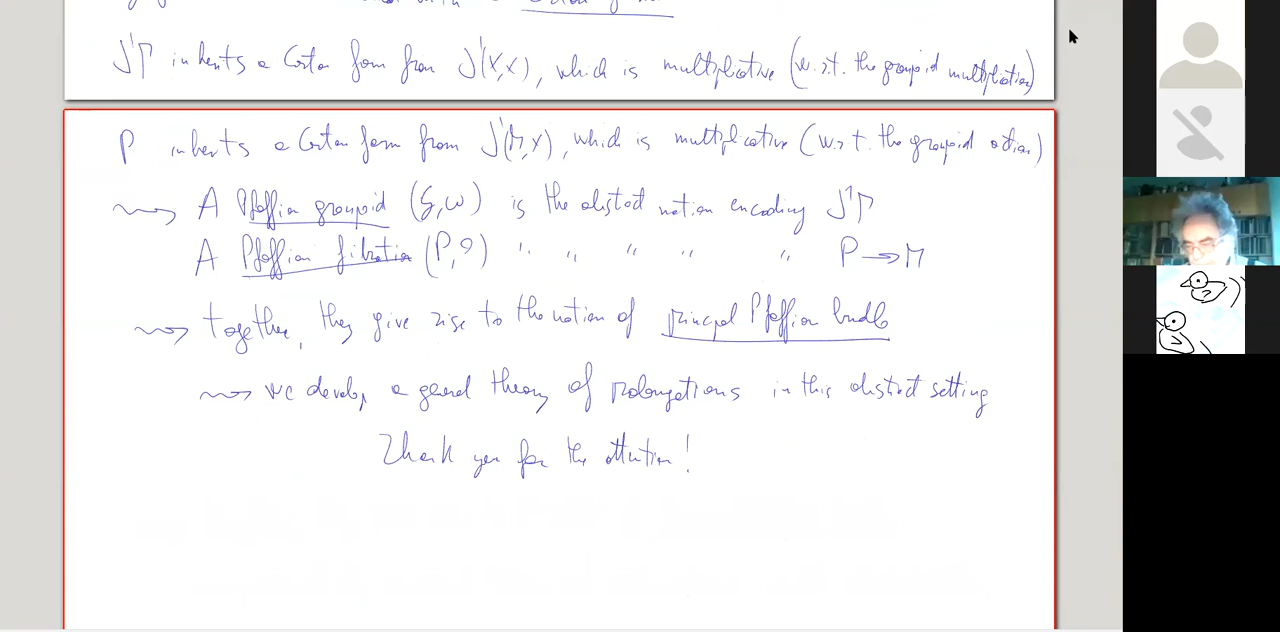 J¹Γ inherits a Cartan form from J¹(X,X), which is multiplicative (w.r.t. the groupoid multiplication)
P inherits a Cartan form from J¹(M,X), which is multiplicative (w.r.t. the groupoid action)
⇝ A Pfaffian groupoid (G,ω) is the abstract notion encoding J¹Γ
A Pfaffian fibration (P,θ) " " " " " P → M
⇝ together, they give rise to the notion of principal Pfaffian bundle
⇝ we develop a general theory of prolongations in this abstract setting
Thank you for the attention!